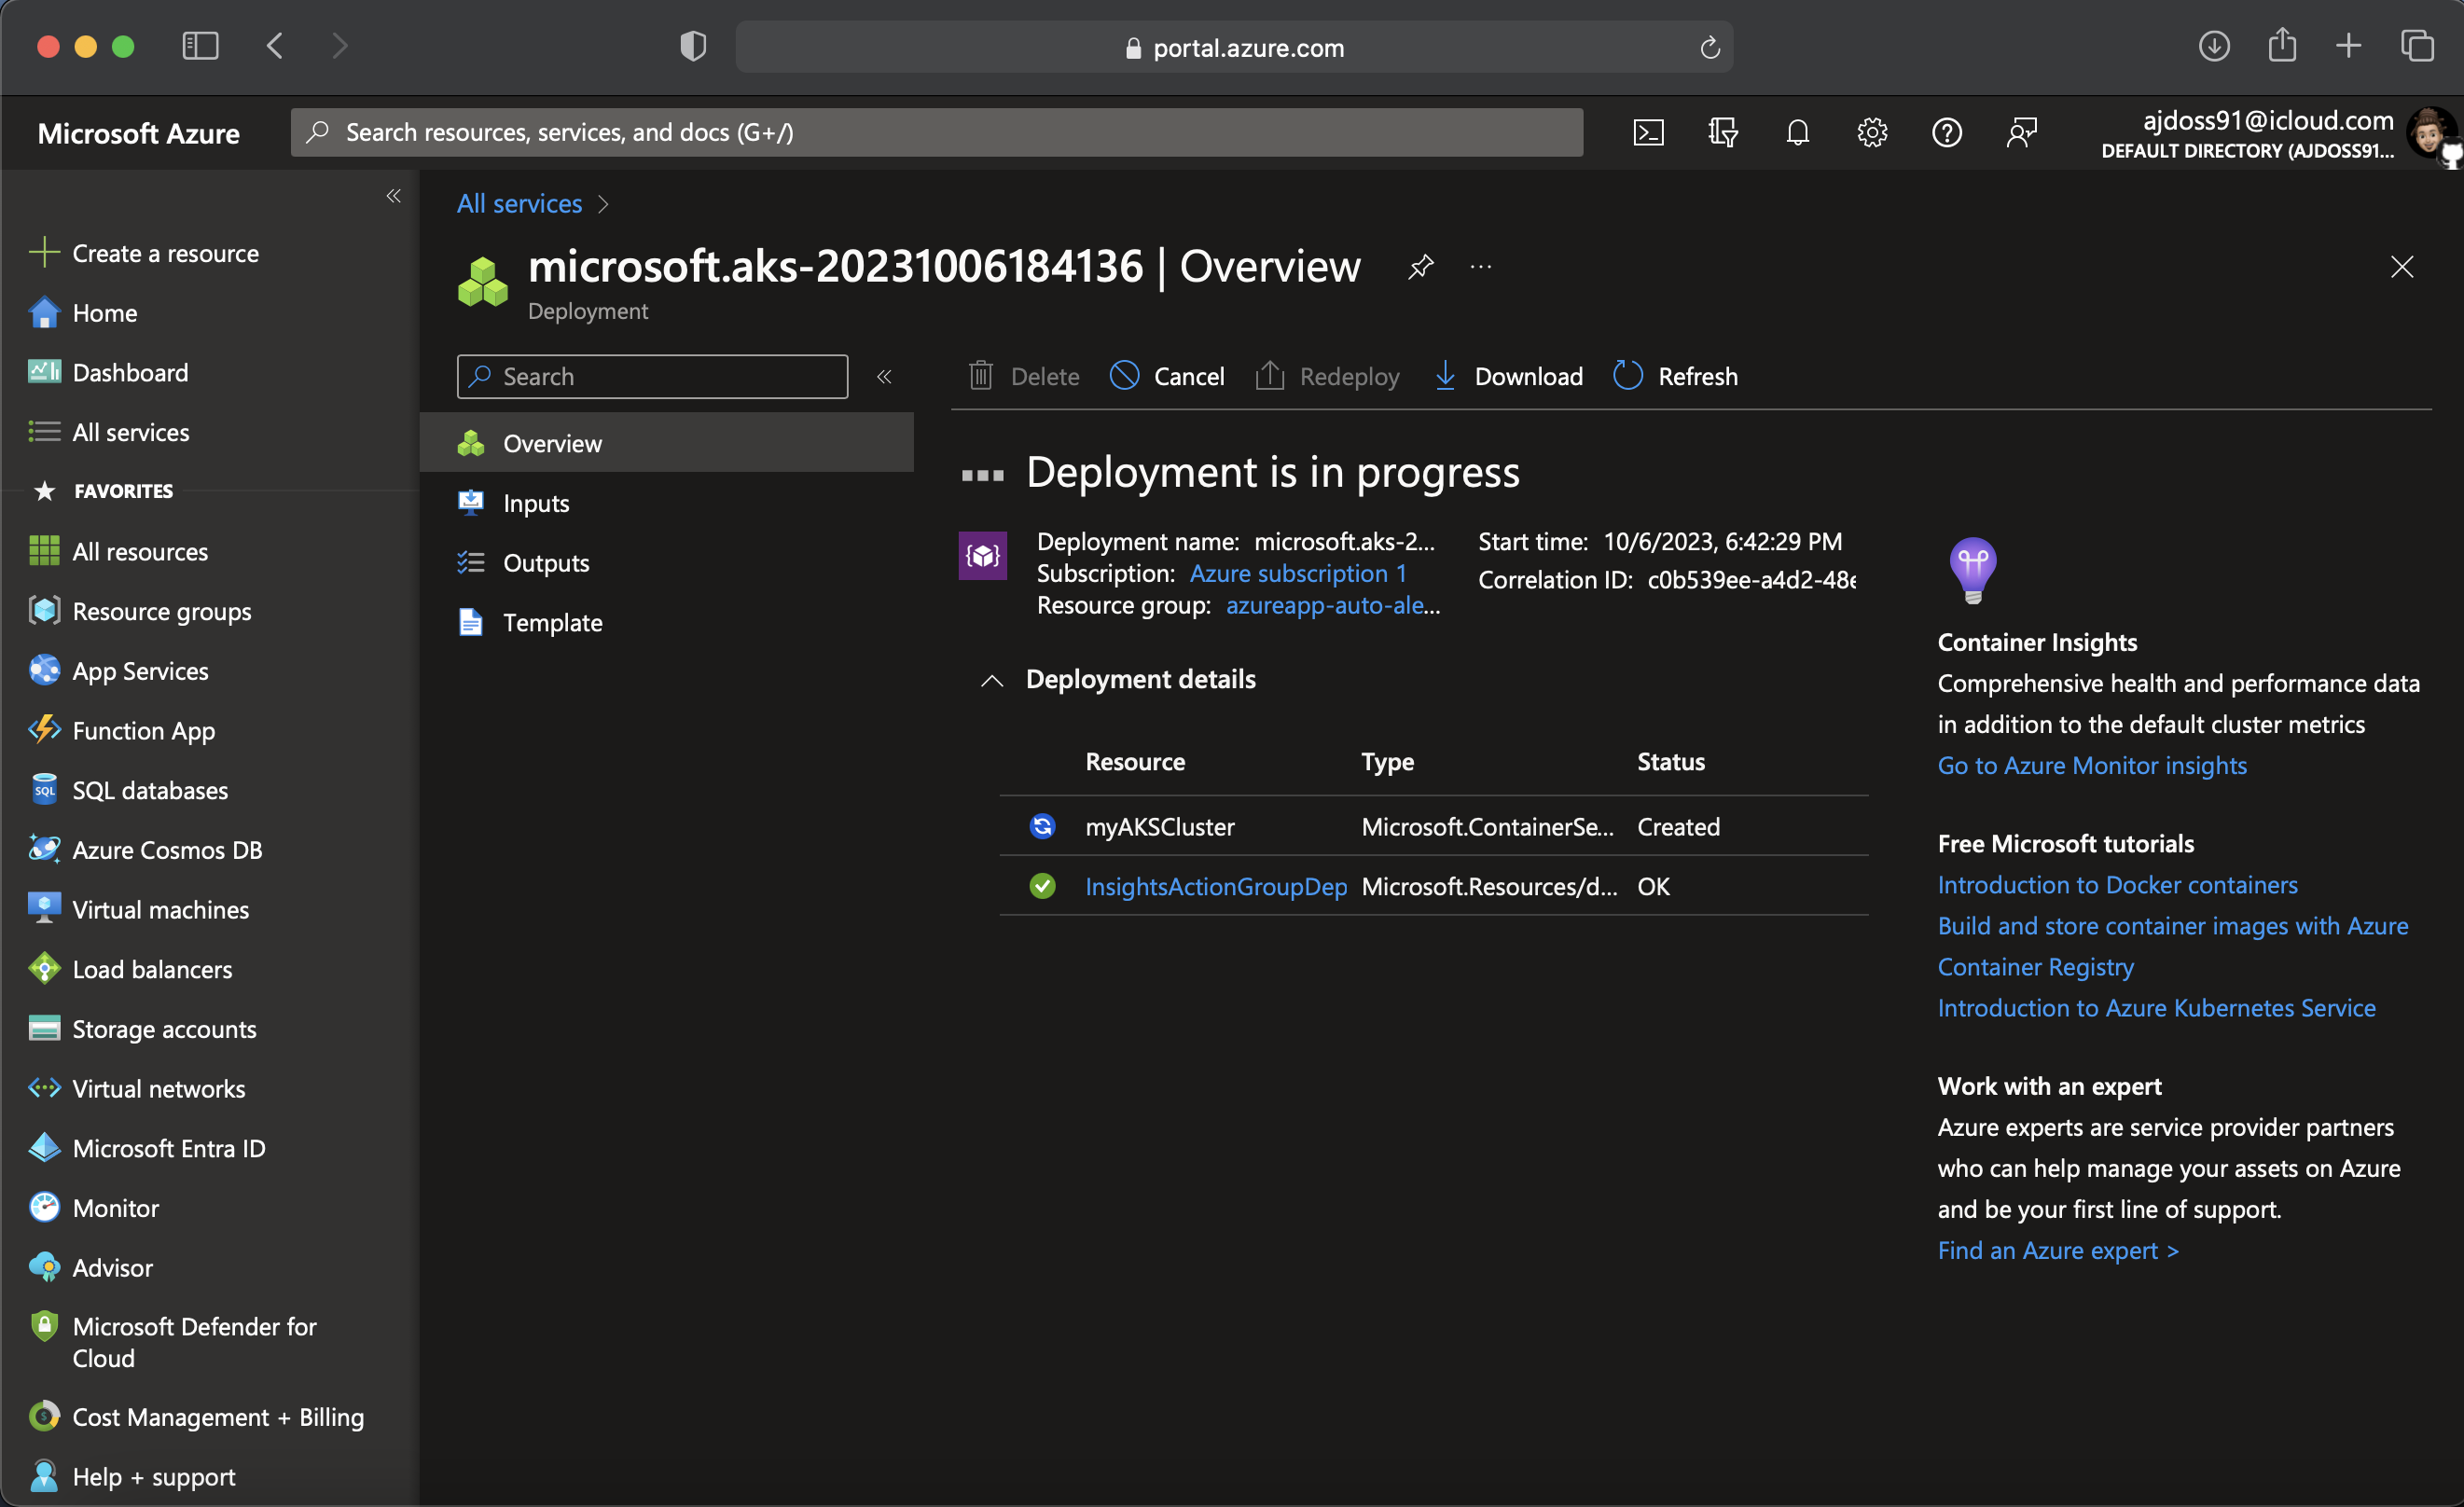 portal.azure.com
Microsoft Azure
Search resources, services, and docs (G+/)
ajdoss91@icloud.com
DEFAULT DIRECTORY (AJDOSS91...
Create a resource
Home
Dashboard
All services
FAVORITES
All resources
Resource groups
App Services
Function App
SQL
SQL databases
Azure Cosmos DB
Virtual machines
Load balancers
Storage accounts
Virtual networks
Microsoft Entra ID
Monitor
Advisor
Microsoft Defender for
Cloud
Cost Management + Billing
Help + support
All services >
microsoft.aks-20231006184136 | Overview
Deployment
Search
Overview
Inputs
Outputs
Template
Delete
Cancel
Redeploy
Download
Refresh
Deployment is in progress
Deployment name: microsoft.aks-2...
Subscription: Azure subscription 1
Resource group: azureapp-auto-ale...
Start time: 10/6/2023, 6:42:29 PM
Correlation ID: c0b539ee-a4d2-48e
Deployment details
Resource Type Status
myAKSCluster Microsoft.ContainerSe... Created
InsightsActionGroupDep Microsoft.Resources/d... OK
Container Insights
Comprehensive health and performance data
in addition to the default cluster metrics
Go to Azure Monitor insights
Free Microsoft tutorials
Introduction to Docker containers
Build and store container images with Azure
Container Registry
Introduction to Azure Kubernetes Service
Work with an expert
Azure experts are service provider partners
who can help manage your assets on Azure
and be your first line of support.
Find an Azure expert >